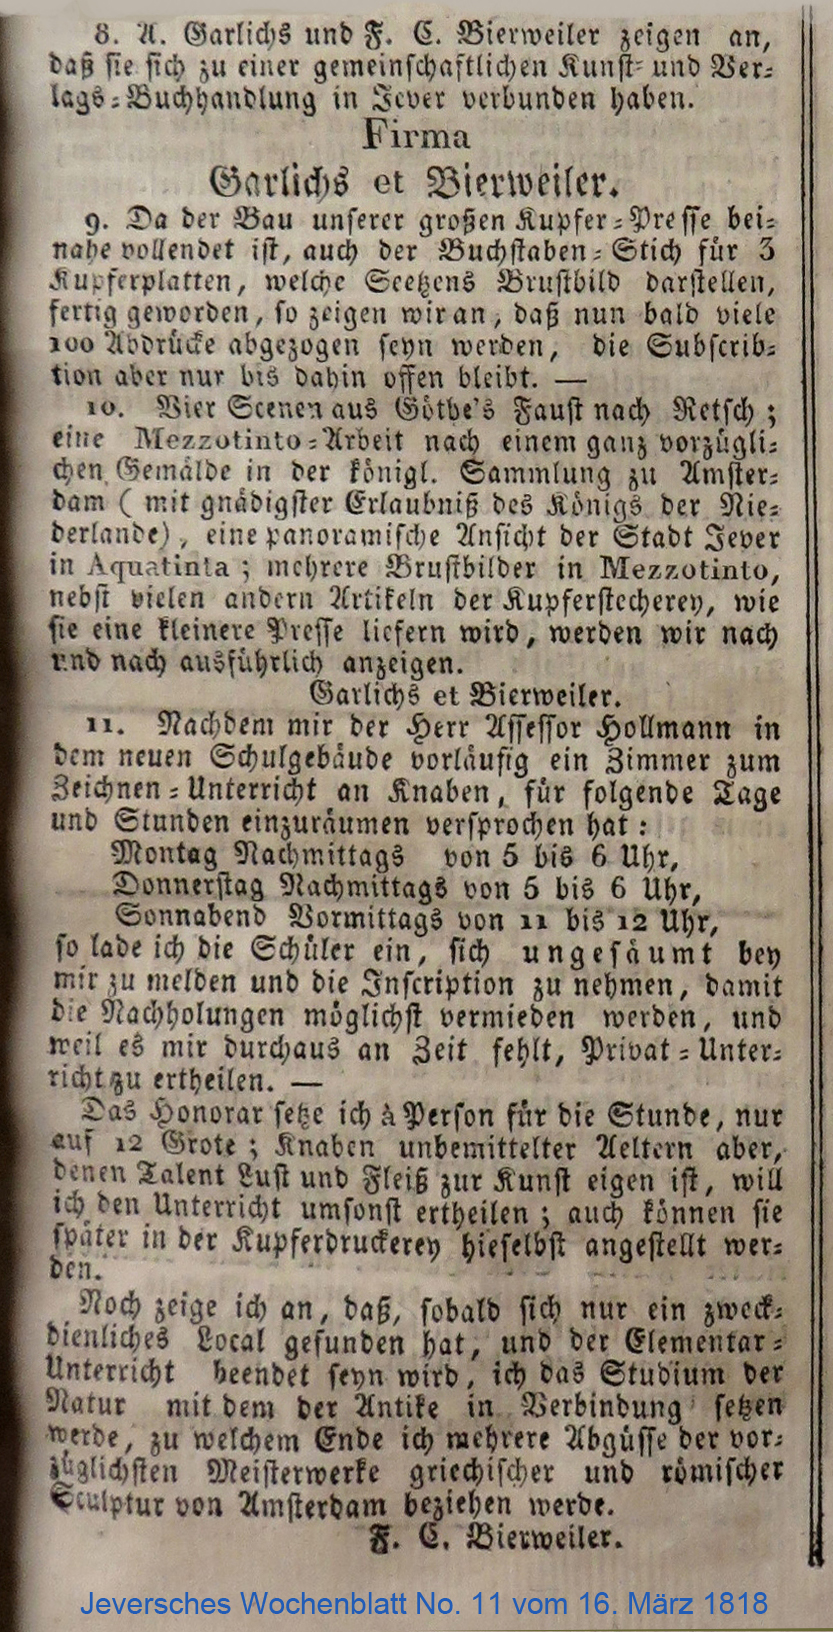 8. A. Garlichs und F. C. Bierweiler zeigen an,
daß sie sich zu einer gemeinschaftlichen Kunst- und Ver-
lags-Buchhandlung in Jever verbunden haben.
Firma
Garlichs et Bierweiler.
9. Da der Bau unserer großen Kupfer-Presse bei-
nahe vollendet ist, auch der Buchstaben-Stich für 3
Kupferplatten, welche Seetzens Brustbild darstellen,
fertig geworden, so zeigen wir an, daß nun bald viele
100 Abdrücke abgezogen seyn werden, die Subscrib-
tion aber nur bis dahin offen bleibt. —
10. Vier Scenen aus Göthe's Faust nach Retsch;
eine Mezzotinto-Arbeit nach einem ganz vorzügli-
chen Gemälde in der königl. Sammlung zu Amster-
dam (mit gnädigster Erlaubniß des Königs der Nie-
derlande), eine panoramische Ansicht der Stadt Jever
in Aquatinta; mehrere Brustbilder in Mezzotinto,
nebst vielen andern Artikeln der Kupferstecherey, wie
sie eine kleinere Presse liefern wird, werden wir nach
und nach ausführlich anzeigen.
Garlichs et Bierweiler.
11. Nachdem mir der Herr Assessor Hollmann in
dem neuen Schulgebäude vorläufig ein Zimmer zum
Zeichnen-Unterricht an Knaben, für folgende Tage
und Stunden einzuräumen versprochen hat:
Montag Nachmittags von 5 bis 6 Uhr,
Donnerstag Nachmittags von 5 bis 6 Uhr,
Sonnabend Vormittags von 11 bis 12 Uhr,
so lade ich die Schüler ein, sich ungesäumt bey
mir zu melden und die Inscription zu nehmen, damit
die Nachholungen möglichst vermieden werden, und
weil es mir durchaus an Zeit fehlt, Privat-Unter-
richt zu ertheilen. —
Das Honorar setze ich à Person für die Stunde, nur
auf 12 Grote; Knaben unbemittelter Aeltern aber,
denen Talent Lust und Fleiß zur Kunst eigen ist, will
ich den Unterricht umsonst ertheilen; auch können sie
später in der Kupferdruckerey hieselbst angestellt wer-
den.
Noch zeige ich an, daß, sobald sich nur ein zweck-
dienliches Local gefunden hat, und der Elementar-
Unterricht beendet seyn wird, ich das Studium der
Natur mit dem der Antike in Verbindung setzen
werde, zu welchem Ende ich mehrere Abgüsse der vor-
züglichsten Meisterwerke griechischer und römischer
Sculptur von Amsterdam beziehen werde.
F. C. Bierweiler.
Jeversches Wochenblatt No. 11 vom 16. März 1818